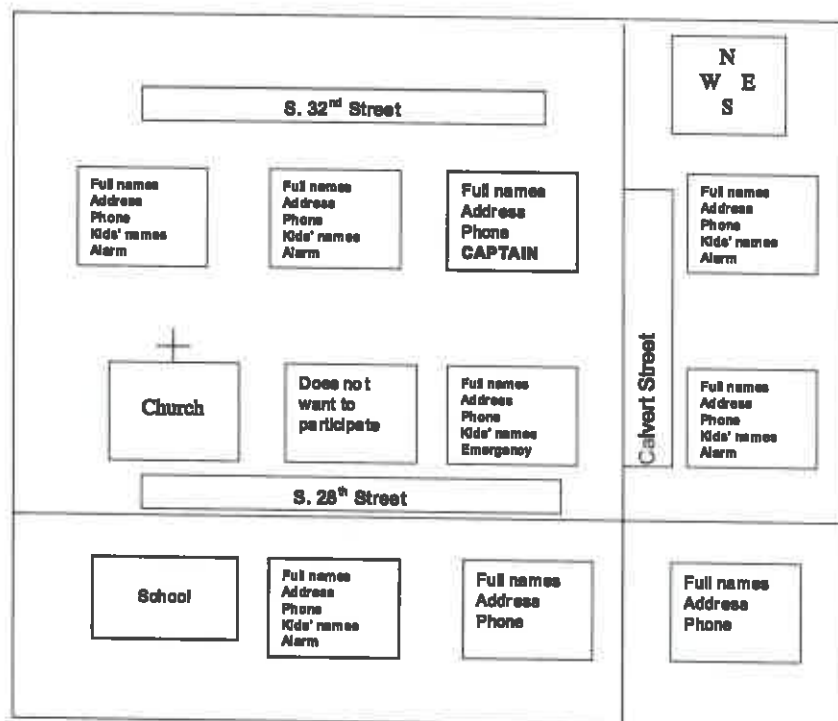 N
W E
S
S. 32nd Street
Full names
Address
Phone
Kids' names
Alarm
Full names
Address
Phone
Kids' names
Alarm
Full names
Address
Phone
CAPTAIN
Full names
Address
Phone
Kids' names
Alarm
Church
Does not
want to
participate
Full names
Address
Phone
Kids' names
Emergency
Calvert Street
Full names
Address
Phone
Kids' names
Alarm
S. 28th Street
School
Full names
Address
Phone
Kids' names
Alarm
Full names
Address
Phone
Full names
Address
Phone